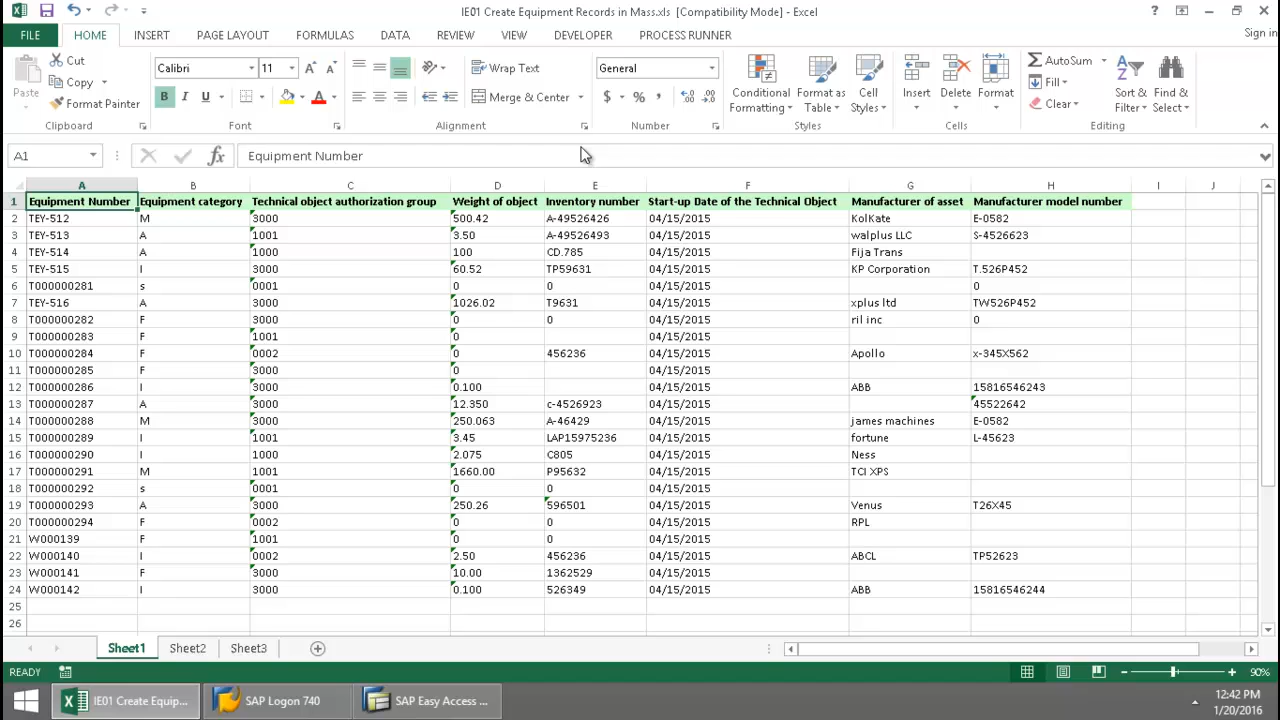 IE01 Create Equipment Records in Mass.xls [Compatibility Mode] - Excel
FILE HOME INSERT PAGE LAYOUT FORMULAS DATA REVIEW VIEW DEVELOPER PROCESS RUNNER Sign in
Paste
Cut
Copy
Format Painter
Clipboard
Calibri 11
B I U
Font
Wrap Text
Merge & Center
Alignment
General
$ % ,
Number
Conditional Formatting
Format as Table
Cell Styles
Styles
Insert Delete Format
Cells
AutoSum
Fill
Clear
Sort & Filter
Find & Select
Editing
A1 fx Equipment Number
A B C D E F G H I J
1 Equipment Number Equipment category Technical object authorization group Weight of object Inventory number Start-up Date of the Technical Object Manufacturer of asset Manufacturer model number
2 TEY-512 M 3000 500.42 A-49526426 04/15/2015 KolKate E-0582
3 TEY-513 A 1001 3.50 A-49526493 04/15/2015 walplus LLC S-4526623
4 TEY-514 A 1000 100 CD.785 04/15/2015 Fija Trans
5 TEY-515 I 3000 60.52 TP59631 04/15/2015 KP Corporation T.526P452
6 T000000281 s 0001 0 0 04/15/2015 0
7 TEY-516 A 3000 1026.02 T9631 04/15/2015 xplus ltd TW526P452
8 T000000282 F 3000 0 0 04/15/2015 ril inc 0
9 T000000283 F 1001 0 04/15/2015
10 T000000284 F 0002 0 456236 04/15/2015 Apollo x-345X562
11 T000000285 F 3000 0 04/15/2015
12 T000000286 I 3000 0.100 04/15/2015 ABB 15816546243
13 T000000287 A 3000 12.350 c-4526923 04/15/2015 45522642
14 T000000288 M 3000 250.063 A-46429 04/15/2015 james machines E-0582
15 T000000289 I 1001 3.45 LAP15975236 04/15/2015 fortune L-45623
16 T000000290 I 1000 2.075 C805 04/15/2015 Ness
17 T000000291 M 1001 1660.00 P95632 04/15/2015 TCI XPS
18 T000000292 s 0001 0 0 04/15/2015
19 T000000293 A 3000 250.26 596501 04/15/2015 Venus T26X45
20 T000000294 F 0002 0 0 04/15/2015 RPL
21 W000139 F 1001 0 0 04/15/2015
22 W000140 I 0002 2.50 456236 04/15/2015 ABCL TP52623
23 W000141 F 3000 10.00 1362529 04/15/2015
24 W000142 I 3000 0.100 526349 04/15/2015 ABB 15816546244
25
26
Sheet1 Sheet2 Sheet3
READY 90%
IE01 Create Equip... SAP Logon 740 SAP Easy Access ...
12:42 PM
1/20/2016